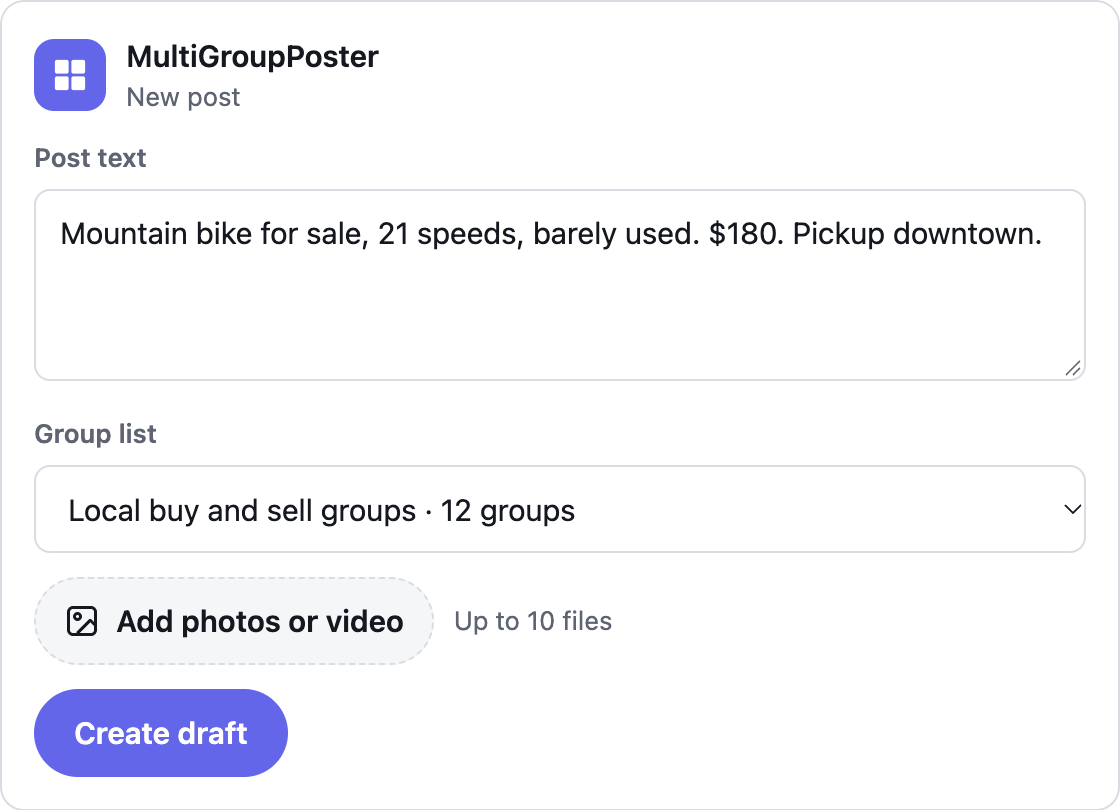 MultiGroupPoster
New post
Post text
Mountain bike for sale, 21 speeds, barely used. $180. Pickup downtown.
Group list
Local buy and sell groups · 12 groups
Add photos or video
Up to 10 files
Create draft